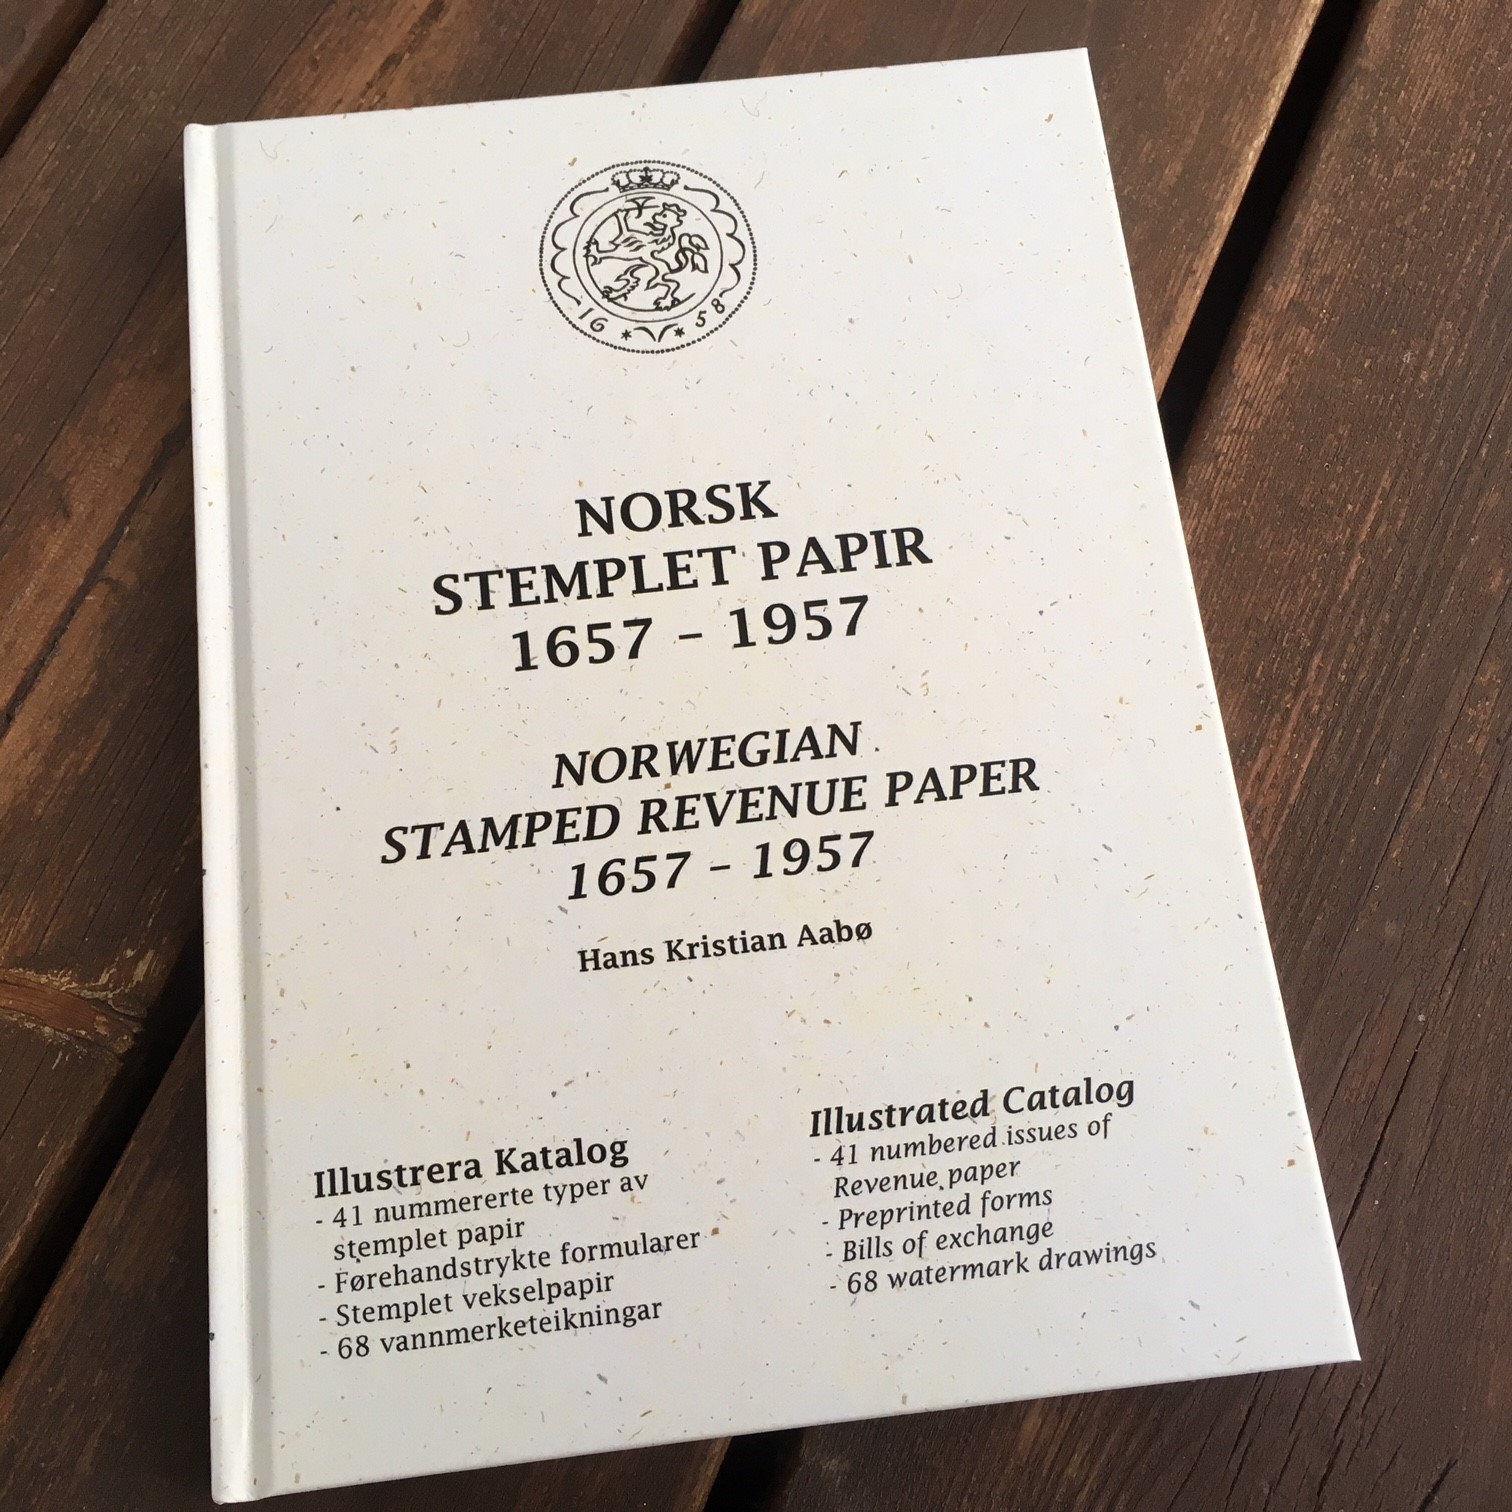 16 58
NORSK
STEMPLET PAPIR
1657 – 1957
NORWEGIAN
STAMPED REVENUE PAPER
1657 – 1957
Hans Kristian Aabø
Illustrera Katalog
- 41 nummererte typer av
stemplet papir
- Førehandstrykte formularer
- Stemplet vekselpapir
- 68 vannmerketeikningar
Illustrated Catalog
- 41 numbered issues of
Revenue paper
- Preprinted forms
- Bills of exchange
- 68 watermark drawings